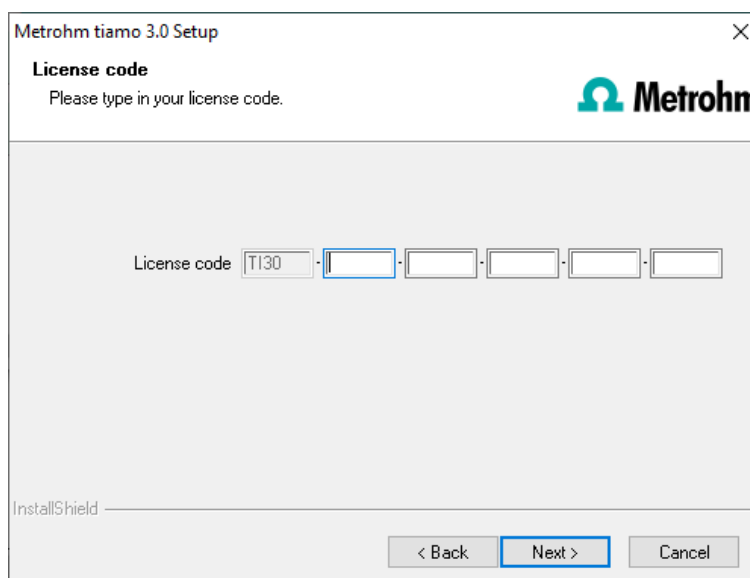 Metrohm tiamo 3.0 Setup
License code
Please type in your license code.
Metrohm
License code TI30 - - - - -
InstallShield
< Back Next > Cancel